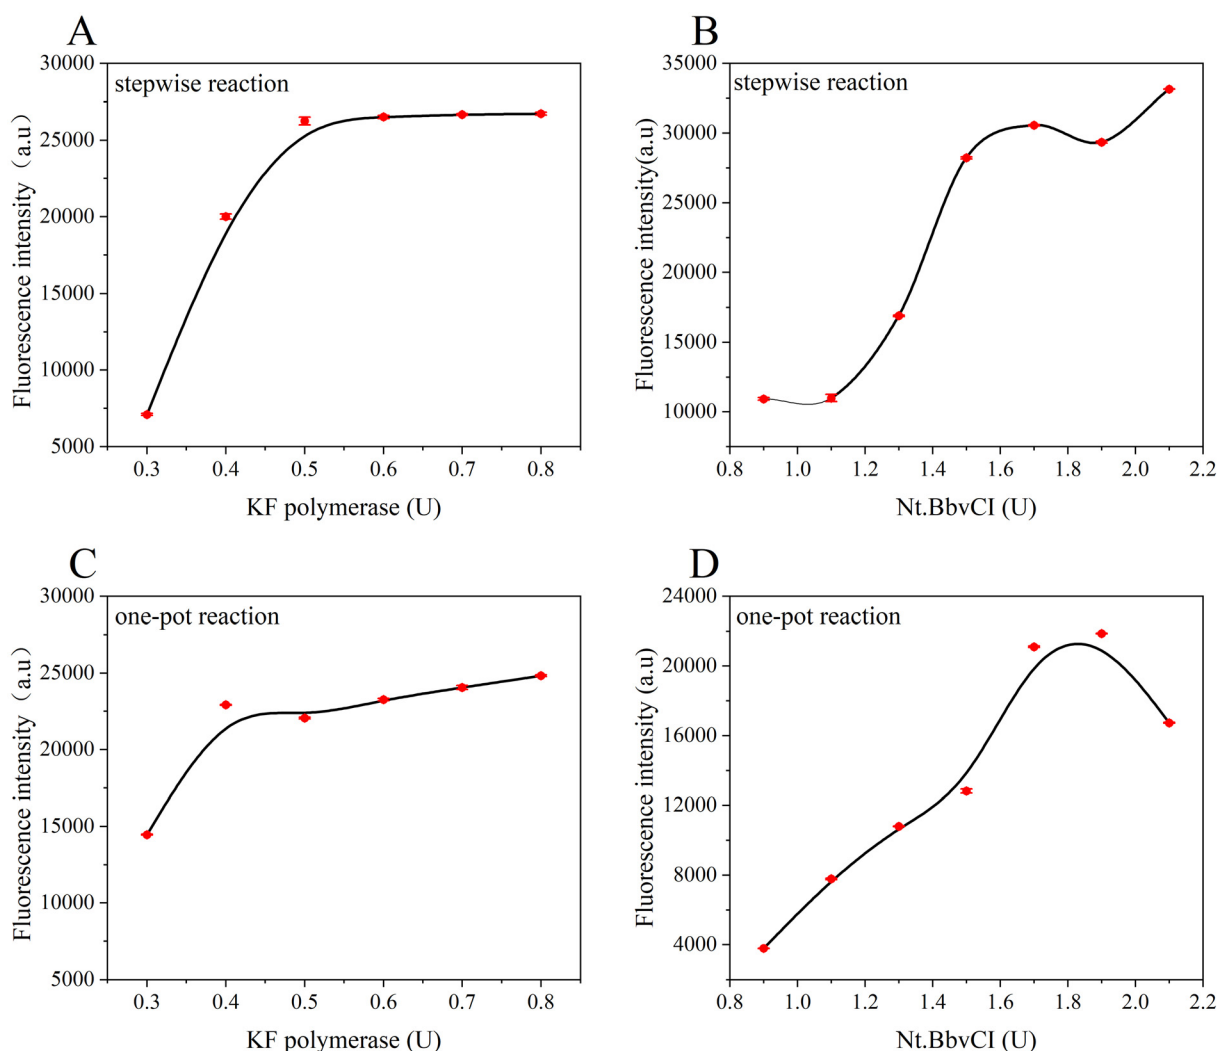 A
B
stepwise reaction
30000
25000
20000
15000
10000
5000
Fluorescence intensity（a.u）
0.3 0.4 0.5 0.6 0.7 0.8
KF polymerase (U)
stepwise reaction
35000
30000
25000
20000
15000
10000
Fluorescence intensity(a.u)
0.8 1.0 1.2 1.4 1.6 1.8 2.0 2.2
Nt.BbvCI (U)
C
D
one-pot reaction
30000
25000
20000
15000
10000
5000
Fluorescence intensity（a.u）
0.3 0.4 0.5 0.6 0.7 0.8
KF polymerase (U)
one-pot reaction
24000
20000
16000
12000
8000
4000
Fluorescence intensity (a.u)
0.8 1.0 1.2 1.4 1.6 1.8 2.0 2.2
Nt.BbvCI (U)